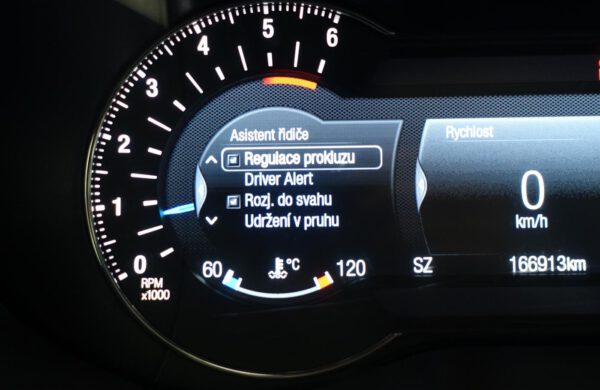 6
5
4
3
2
1
0
RPM
x1000
Asistent řidiče
Regulace prokluzu
Driver Alert
Rozj. do svahu
Udržení v pruhu
60 °C 120
Rychlost
0
km/h
SZ 166913km